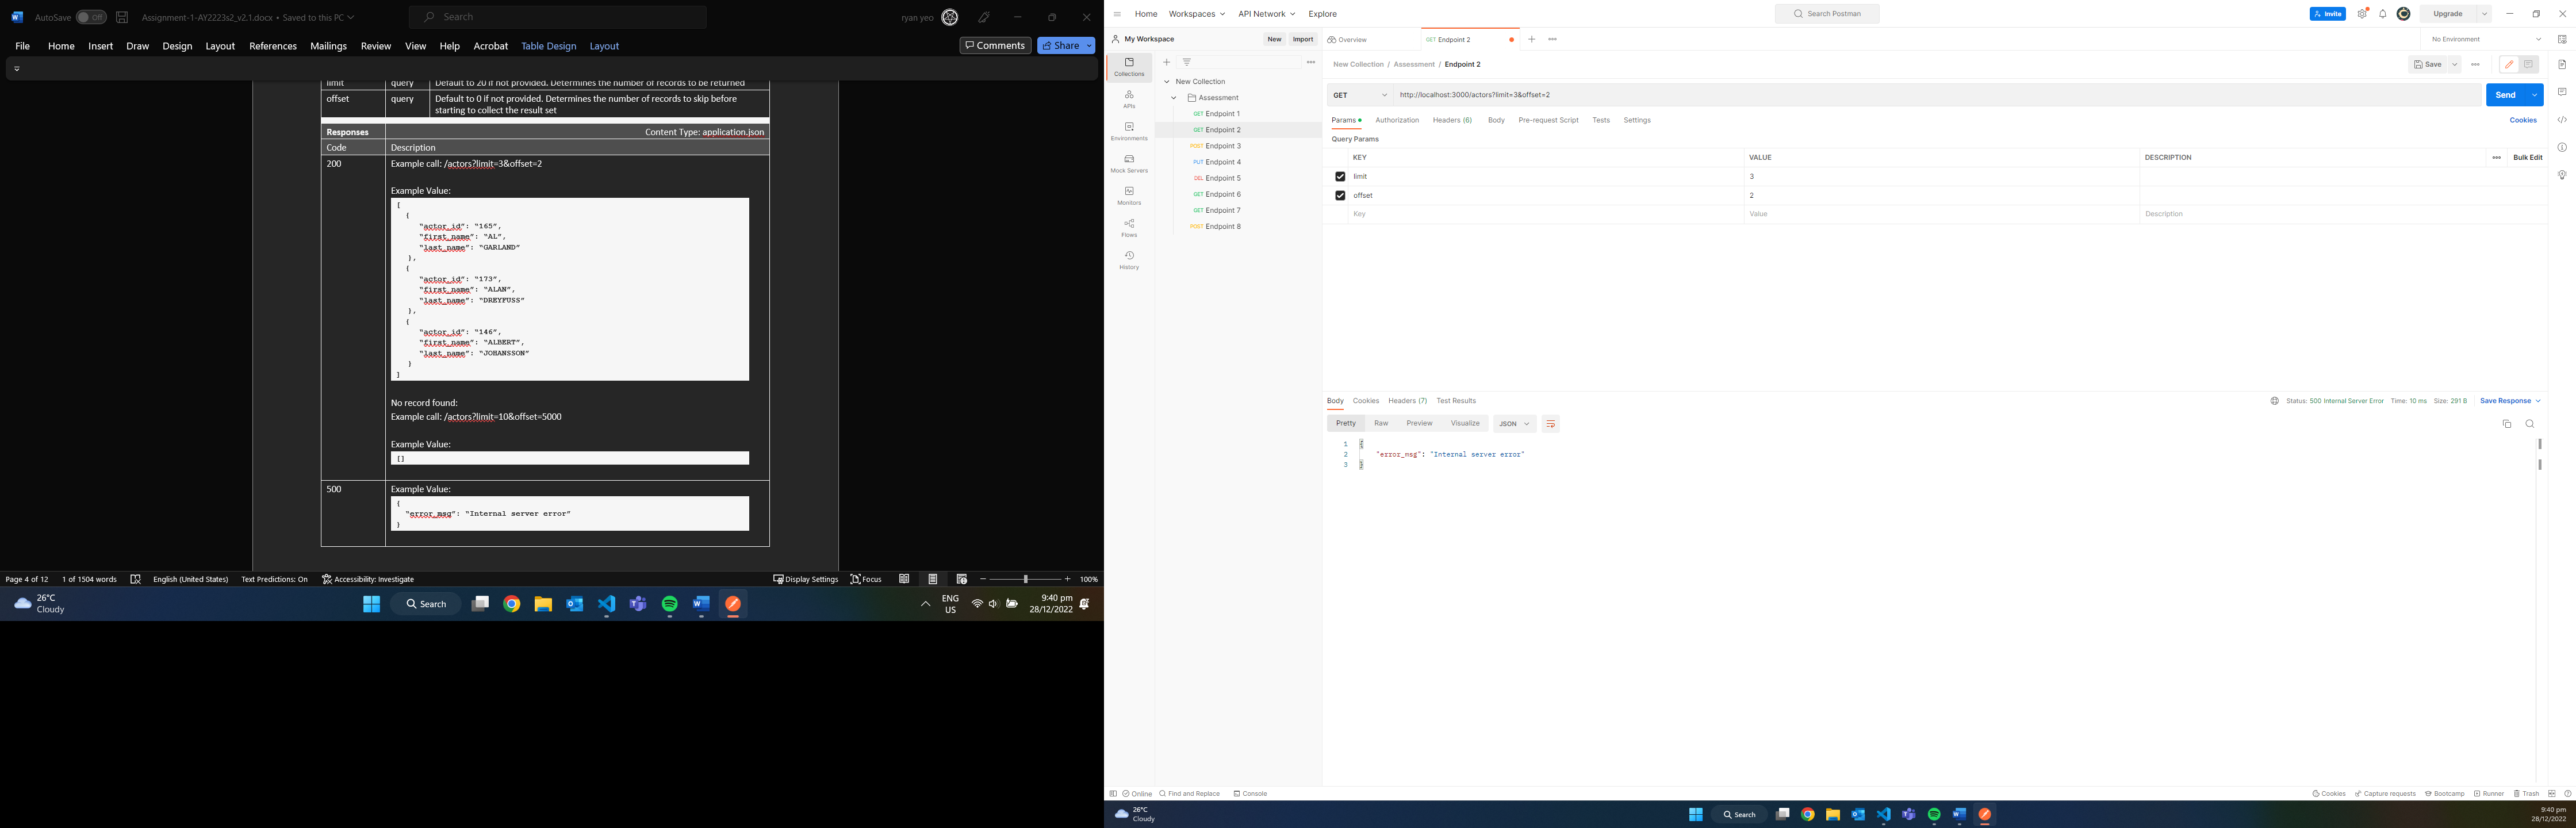 AutoSave Off Assignment-1-AY2223s2_v2.1.docx • Saved to this PC Search ryan yeo
File Home Insert Draw Design Layout References Mailings Review View Help Acrobat Table Design Layout Comments Share
limit query Default to 20 if not provided. Determines the number of records to be returned
offset query Default to 0 if not provided. Determines the number of records to skip before
starting to collect the result set
Responses Content Type: application.json
Code Description
200 Example call: /actors?limit=3&offset=2
Example Value:
[
{
"actor_id": "165",
"first_name": "AL",
"last_name": "GARLAND"
},
{
"actor_id": "173",
"first_name": "ALAN",
"last_name": "DREYFUSS"
},
{
"actor_id": "146",
"first_name": "ALBERT",
"last_name": "JOHANSSON"
}
]
No record found:
Example call: /actors?limit=10&offset=5000
Example Value:
[]
500 Example Value:
{
"error_msg": "Internal server error"
}
Page 4 of 12 1 of 1504 words English (United States) Text Predictions: On Accessibility: Investigate Display Settings Focus 100%
26°C
Cloudy
Search
ENG
US
9:40 pm
28/12/2022
Home Workspaces API Network Explore Search Postman Invite Upgrade
My Workspace New Import Overview GET Endpoint 2 No Environment
Collections
APIs
Environments
Mock Servers
Monitors
Flows
History
New Collection
Assessment
GET Endpoint 1
GET Endpoint 2
POST Endpoint 3
PUT Endpoint 4
DEL Endpoint 5
GET Endpoint 6
GET Endpoint 7
POST Endpoint 8
New Collection / Assessment / Endpoint 2 Save
GET http://localhost:3000/actors?limit=3&offset=2 Send
Params Authorization Headers (6) Body Pre-request Script Tests Settings Cookies
Query Params
KEY VALUE DESCRIPTION Bulk Edit
limit 3
offset 2
Key Value Description
Body Cookies Headers (7) Test Results Status: 500 Internal Server Error Time: 10 ms Size: 291 B Save Response
Pretty Raw Preview Visualize JSON
1 {
2 "error_msg": "Internal server error"
3 }
Online Find and Replace Console Cookies Capture requests Bootcamp Runner Trash
26°C
Cloudy
Search
9:40 pm
28/12/2022